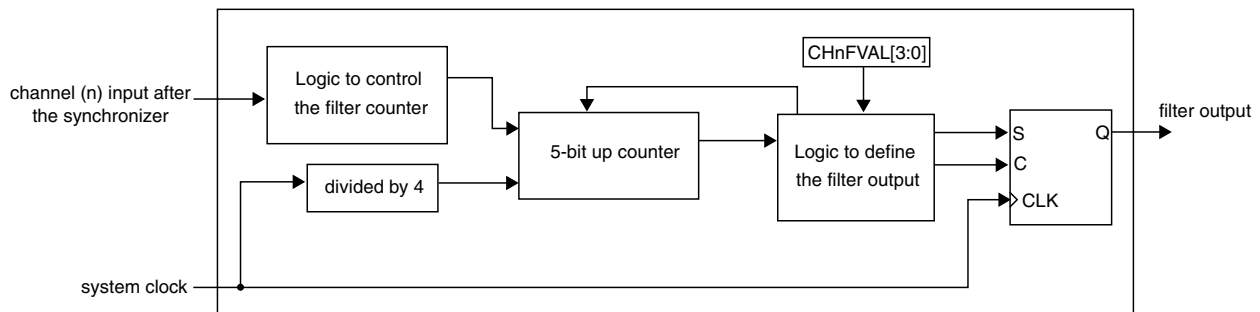 CHnFVAL[3:0]
Logic to control
the filter counter
channel (n) input after
the synchronizer
filter output
S
Q
5-bit up counter
Logic to define
the filter output
C
divided by 4
CLK
system clock